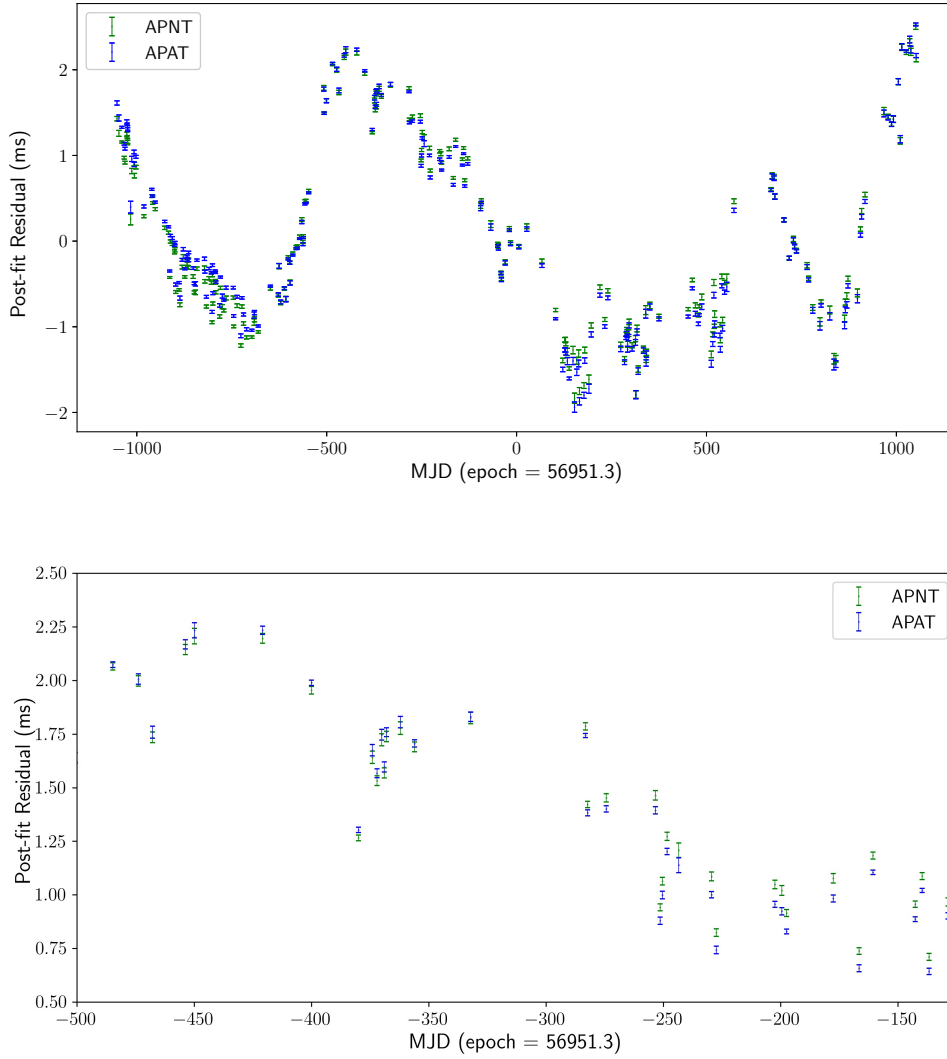 APNT
APAT
2
1
0
−1
−2
Post-fit Residual (ms)
−1000 −500 0 500 1000
MJD (epoch = 56951.3)
2.50
2.25
2.00
1.75
1.50
1.25
1.00
0.75
0.50
Post-fit Residual (ms)
APNT
APAT
−500 −450 −400 −350 −300 −250 −200 −150
MJD (epoch = 56951.3)